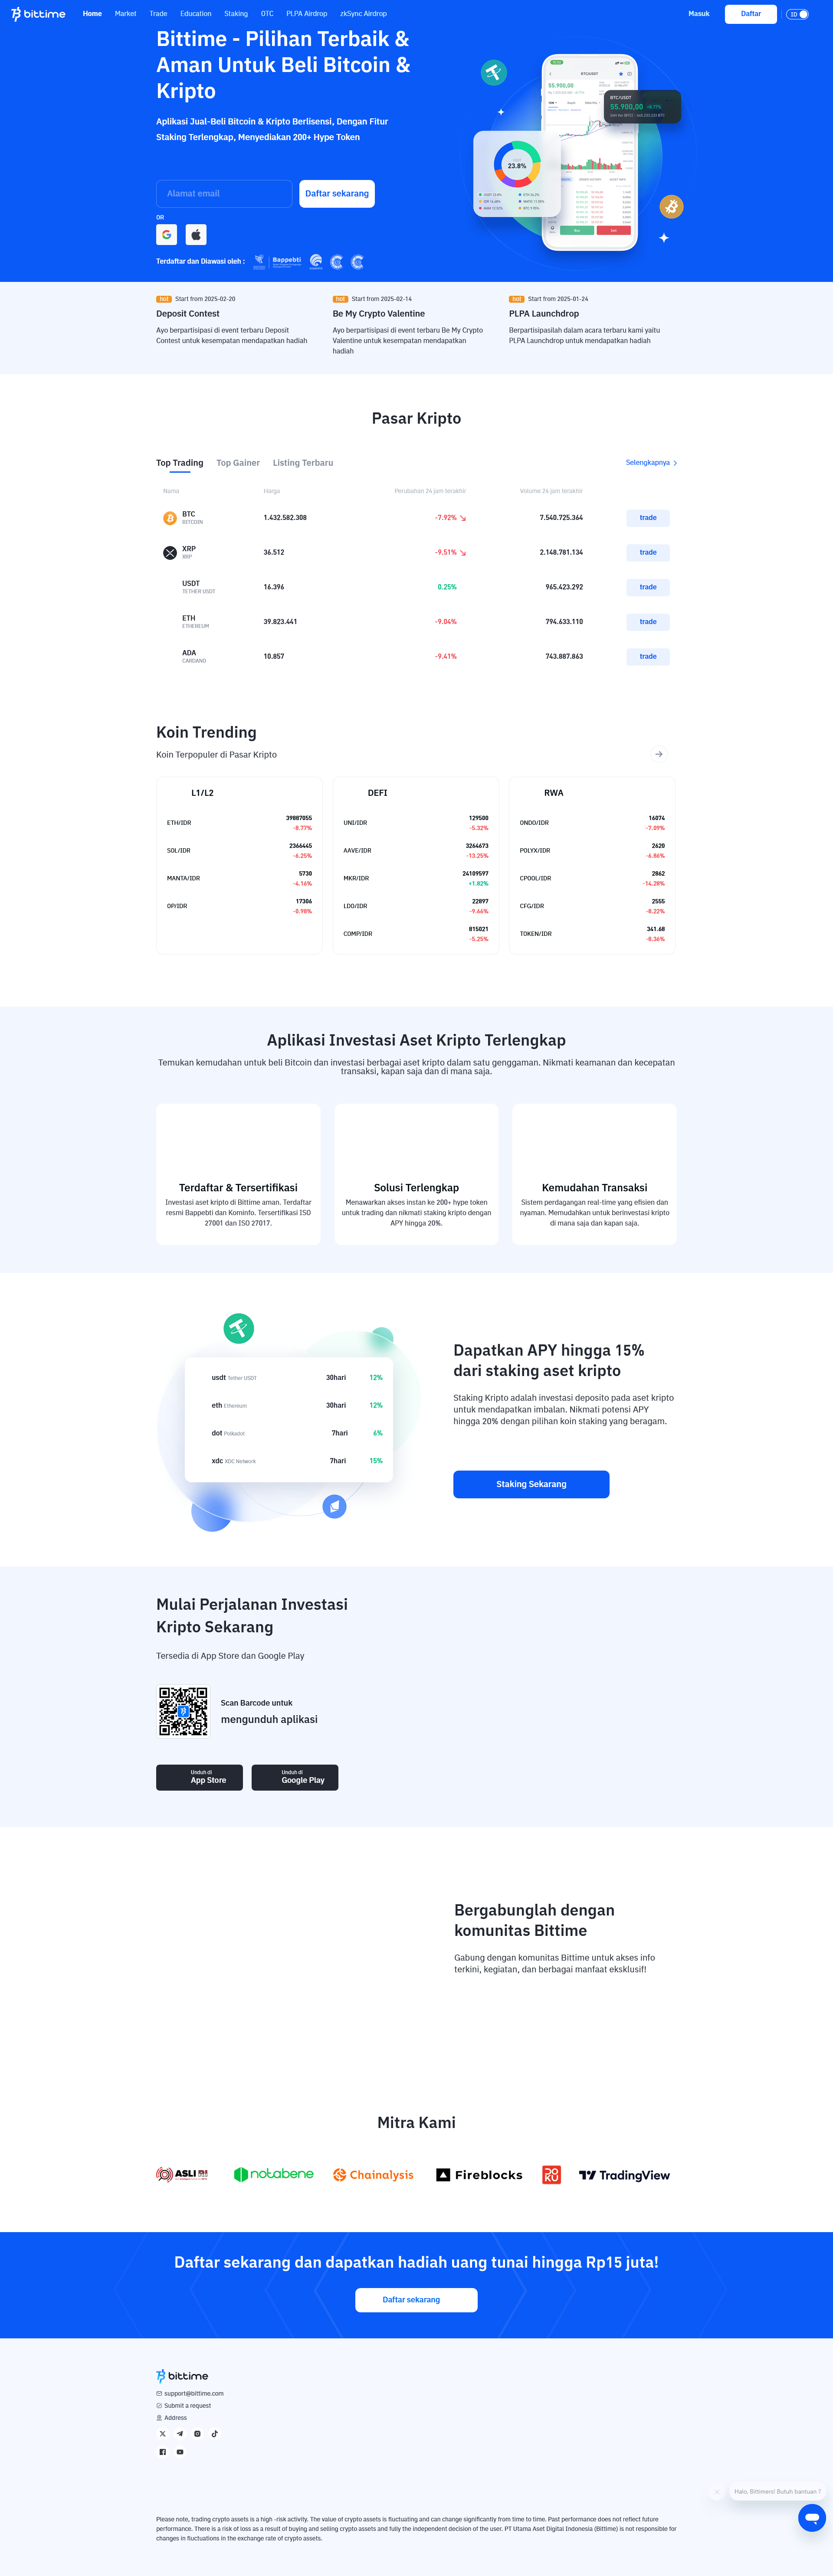 bittime Home Market Trade Education Staking OTC PLPA Airdrop zkSync Airdrop Masuk Daftar ID
Bittime - Pilihan Terbaik &
Aman Untuk Beli Bitcoin &
Kripto
Aplikasi Jual-Beli Bitcoin & Kripto Berlisensi, Dengan Fitur
Staking Terlengkap, Menyediakan 200+ Hype Token
Alamat email Daftar sekarang
OR
Terdaftar dan Diawasi oleh : Bappebti
BTC/USDT
55.900,00
BTC/USDT
55.900,00 +8,77%
23.8%
Buy Sell
hot Start from 2025-02-20
Deposit Contest
Ayo berpartisipasi di event terbaru Deposit
Contest untuk kesempatan mendapatkan hadiah
hot Start from 2025-02-14
Be My Crypto Valentine
Ayo berpartisipasi di event terbaru Be My Crypto
Valentine untuk kesempatan mendapatkan
hadiah
hot Start from 2025-01-24
PLPA Launchdrop
Berpartisipasilah dalam acara terbaru kami yaitu
PLPA Launchdrop untuk mendapatkan hadiah
Pasar Kripto
Top Trading Top Gainer Listing Terbaru Selengkapnya
Nama Harga Perubahan 24 jam terakhir Volume 24 jam terakhir
BTC 1.432.582.308 -7.92% 7.540.725.364 trade
BITCOIN
XRP 36.512 -9.51% 2.148.781.134 trade
XRP
USDT 16.396 0.25% 965.423.292 trade
TETHER USDT
ETH 39.823.441 -9.04% 794.633.110 trade
ETHEREUM
ADA 10.857 -9.41% 743.887.863 trade
CARDANO
Koin Trending
Koin Terpopuler di Pasar Kripto
L1/L2
ETH/IDR 39887055
-8.77%
SOL/IDR 2366445
-6.25%
MANTA/IDR 5730
-4.16%
OP/IDR 17306
-0.98%
DEFI
UNI/IDR 129500
-5.32%
AAVE/IDR 3264673
-13.25%
MKR/IDR 24109597
+1.82%
LDO/IDR 22897
-9.66%
COMP/IDR 815021
-5.25%
RWA
ONDO/IDR 16074
-7.09%
POLYX/IDR 2620
-6.86%
CPOOL/IDR 2862
-14.28%
CFG/IDR 2555
-8.22%
TOKEN/IDR 341.68
-8.36%
Aplikasi Investasi Aset Kripto Terlengkap
Temukan kemudahan untuk beli Bitcoin dan investasi berbagai aset kripto dalam satu genggaman. Nikmati keamanan dan kecepatan
transaksi, kapan saja dan di mana saja.
Terdaftar & Tersertifikasi
Investasi aset kripto di Bittime aman. Terdaftar
resmi Bappebti dan Kominfo. Tersertifikasi ISO
27001 dan ISO 27017.
Solusi Terlengkap
Menawarkan akses instan ke 200+ hype token
untuk trading dan nikmati staking kripto dengan
APY hingga 20%.
Kemudahan Transaksi
Sistem perdagangan real-time yang efisien dan
nyaman. Memudahkan untuk berinvestasi kripto
di mana saja dan kapan saja.
usdt Tether USDT 30hari 12%
eth Ethereum 30hari 12%
dot Polkadot 7hari 6%
xdc XDC Network 7hari 15%
Dapatkan APY hingga 15%
dari staking aset kripto
Staking Kripto adalah investasi deposito pada aset kripto
untuk mendapatkan imbalan. Nikmati potensi APY
hingga 20% dengan pilihan koin staking yang beragam.
Staking Sekarang
Mulai Perjalanan Investasi
Kripto Sekarang
Tersedia di App Store dan Google Play
Scan Barcode untuk
mengunduh aplikasi
Unduh di
App Store
Unduh di
Google Play
Bergabunglah dengan
komunitas Bittime
Gabung dengan komunitas Bittime untuk akses info
terkini, kegiatan, dan berbagai manfaat eksklusif!
Mitra Kami
ASLI RI notabene Chainalysis Fireblocks DOKU TradingView
Daftar sekarang dan dapatkan hadiah uang tunai hingga Rp15 juta!
Daftar sekarang
bittime
support@bittime.com
Submit a request
Address
Halo, Bittimers! Butuh bantuan ?
Please note, trading crypto assets is a high -risk activity. The value of crypto assets is fluctuating and can change significantly from time to time. Past performance does not reflect future
performance. There is a risk of loss as a result of buying and selling crypto assets and fully the independent decision of the user. PT Utama Aset Digital Indonesia (Bittime) is not responsible for
changes in fluctuations in the exchange rate of crypto assets.